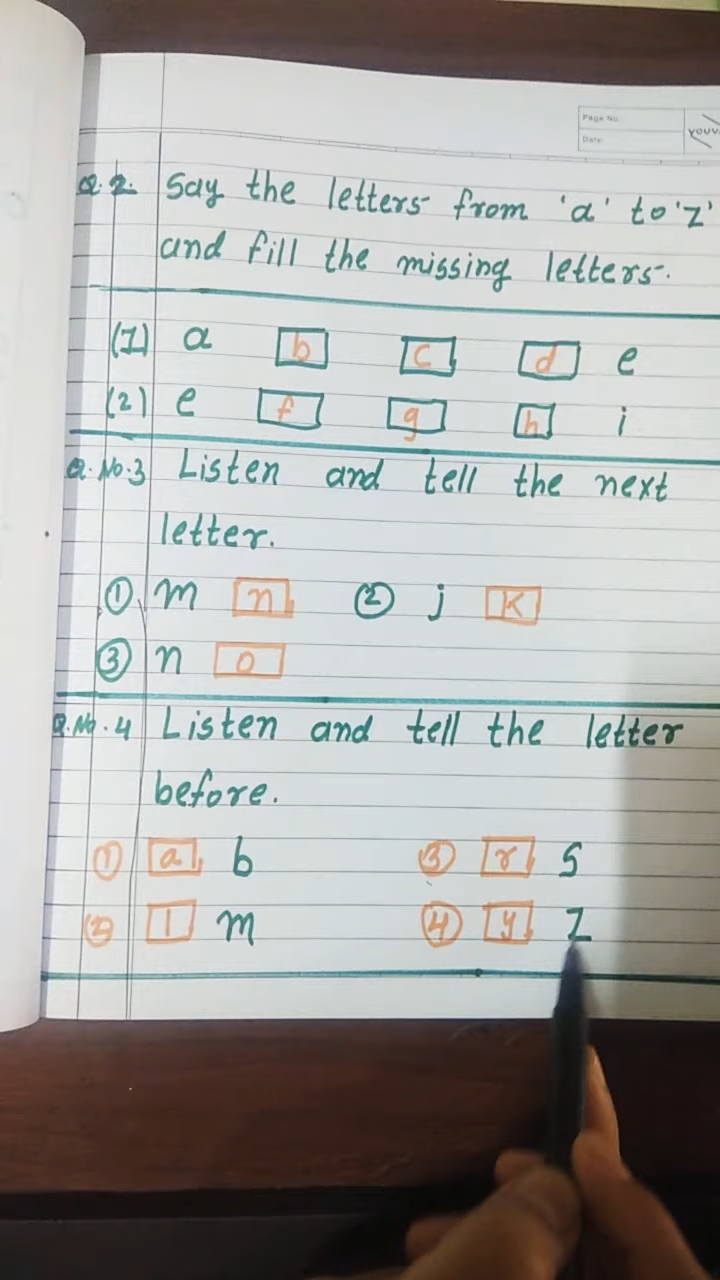 Page No.
Date:
YOUV
Q 2. Say the letters from 'a' to 'z'
and fill the missing letters.
(1) a b c d e
(2) e f g h i
Q. No. 3 Listen and tell the next
letter.
① m n ② j k
③ n o
Q. No. 4 Listen and tell the letter
before.
① a b ③ r s
② l m ④ y z